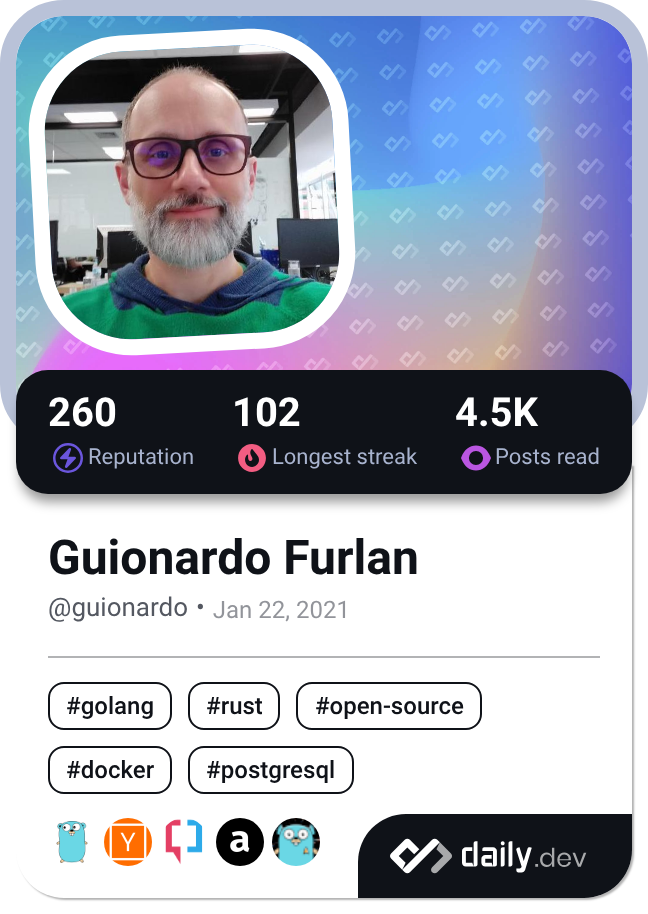 260 102 4.5K
Reputation Longest streak Posts read
Guionardo Furlan
@guionardo • Jan 22, 2021
#golang #rust #open-source
#docker #postgresql
Y a
daily.dev